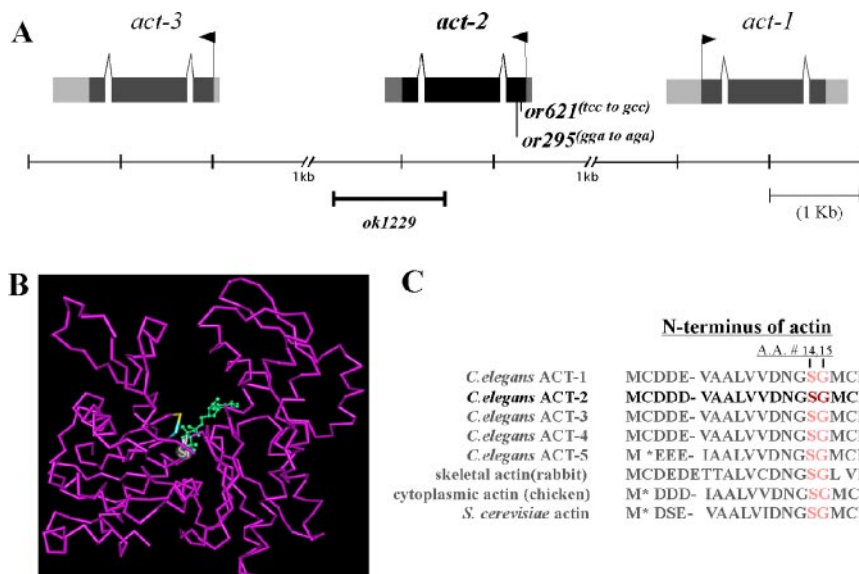 A
act-3
act-2
act-1
or621(tcc to gcc)
or295(gga to aga)
1kb
1kb
ok1229
(1 Kb)
B
C
N-terminus of actin
A.A. # 14,15
C.elegans ACT-1 MCDDE- VAALVVDNGSGMC
C.elegans ACT-2 MCDDD- VAALVVDNGSGMC
C.elegans ACT-3 MCDDE- VAALVVDNGSGMC
C.elegans ACT-4 MCDDE- VAALVVDNGSGMC
C.elegans ACT-5 M *EEE- IAALVVDNGSGMC
skeletal actin(rabbit) MCDEDETTALVCDNGSGL V
cytoplasmic actin (chicken) M* DDD- IAALVVDNGSGMC
S. cerevisiae actin M* DSE- VAALVIDNGSGMC